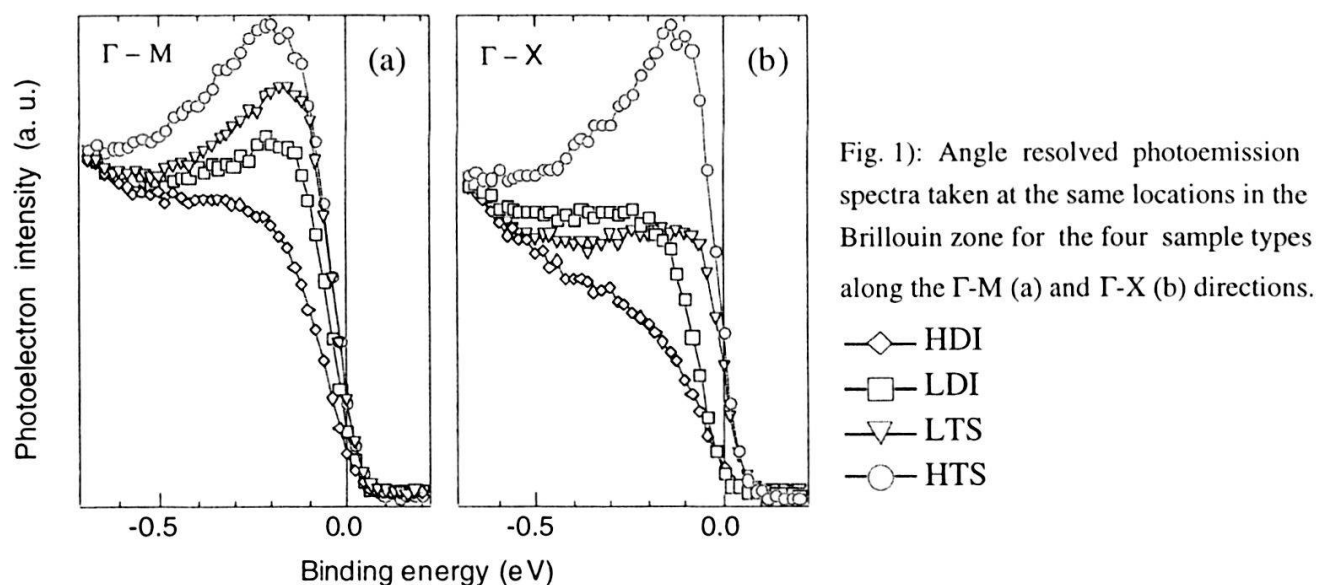 Photoelectron intensity (a. u.)
Γ – M
(a)
Γ – X
(b)
-0.5
0.0
-0.5
0.0
Binding energy (eV)
Fig. 1): Angle resolved photoemission
spectra taken at the same locations in the
Brillouin zone for the four sample types
along the Γ-M (a) and Γ-X (b) directions.
HDI
LDI
LTS
HTS